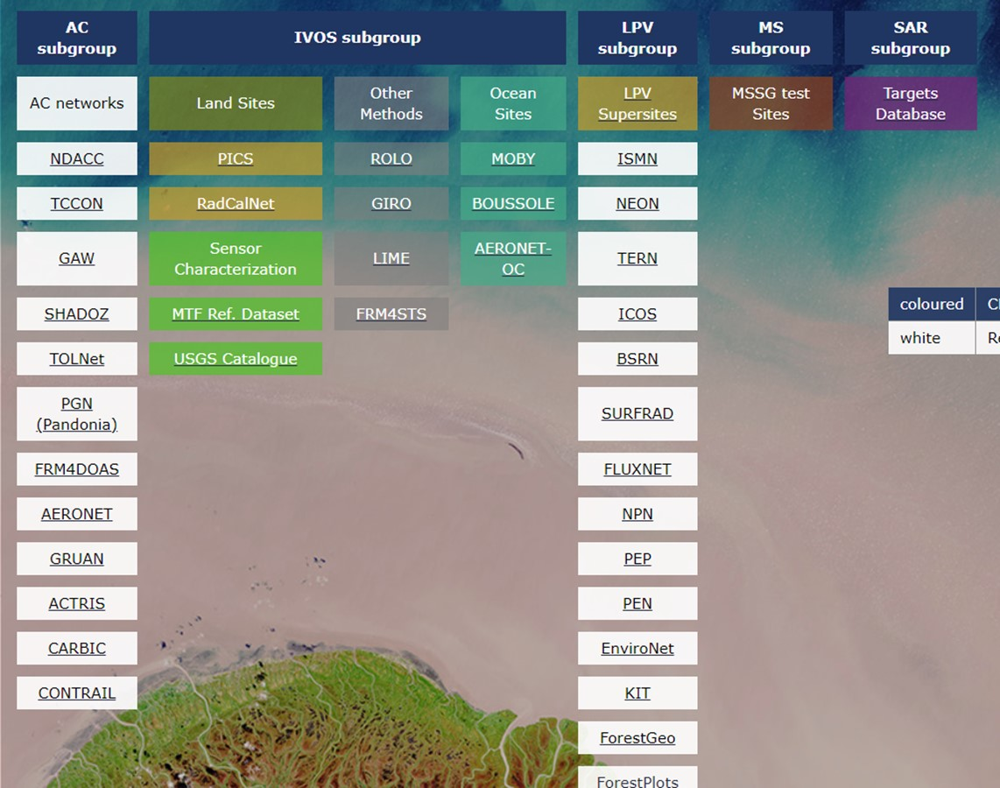 AC
subgroup
IVOS subgroup
LPV
subgroup
MS
subgroup
SAR
subgroup
AC networks
Land Sites
Other
Methods
Ocean
Sites
LPV
Supersites
MSSG test
Sites
Targets
Database
NDACC
PICS
ROLO
MOBY
ISMN
TCCON
RadCalNet
GIRO
BOUSSOLE
NEON
GAW
Sensor
Characterization
LIME
AERONET-
OC
TERN
SHADOZ
MTF Ref. Dataset
FRM4STS
ICOS
coloured
white
TOLNet
USGS Catalogue
BSRN
PGN
(Pandonia)
SURFRAD
FRM4DOAS
FLUXNET
AERONET
NPN
GRUAN
PEP
ACTRIS
PEN
CARBIC
EnviroNet
CONTRAIL
KIT
ForestGeo
ForestPlots